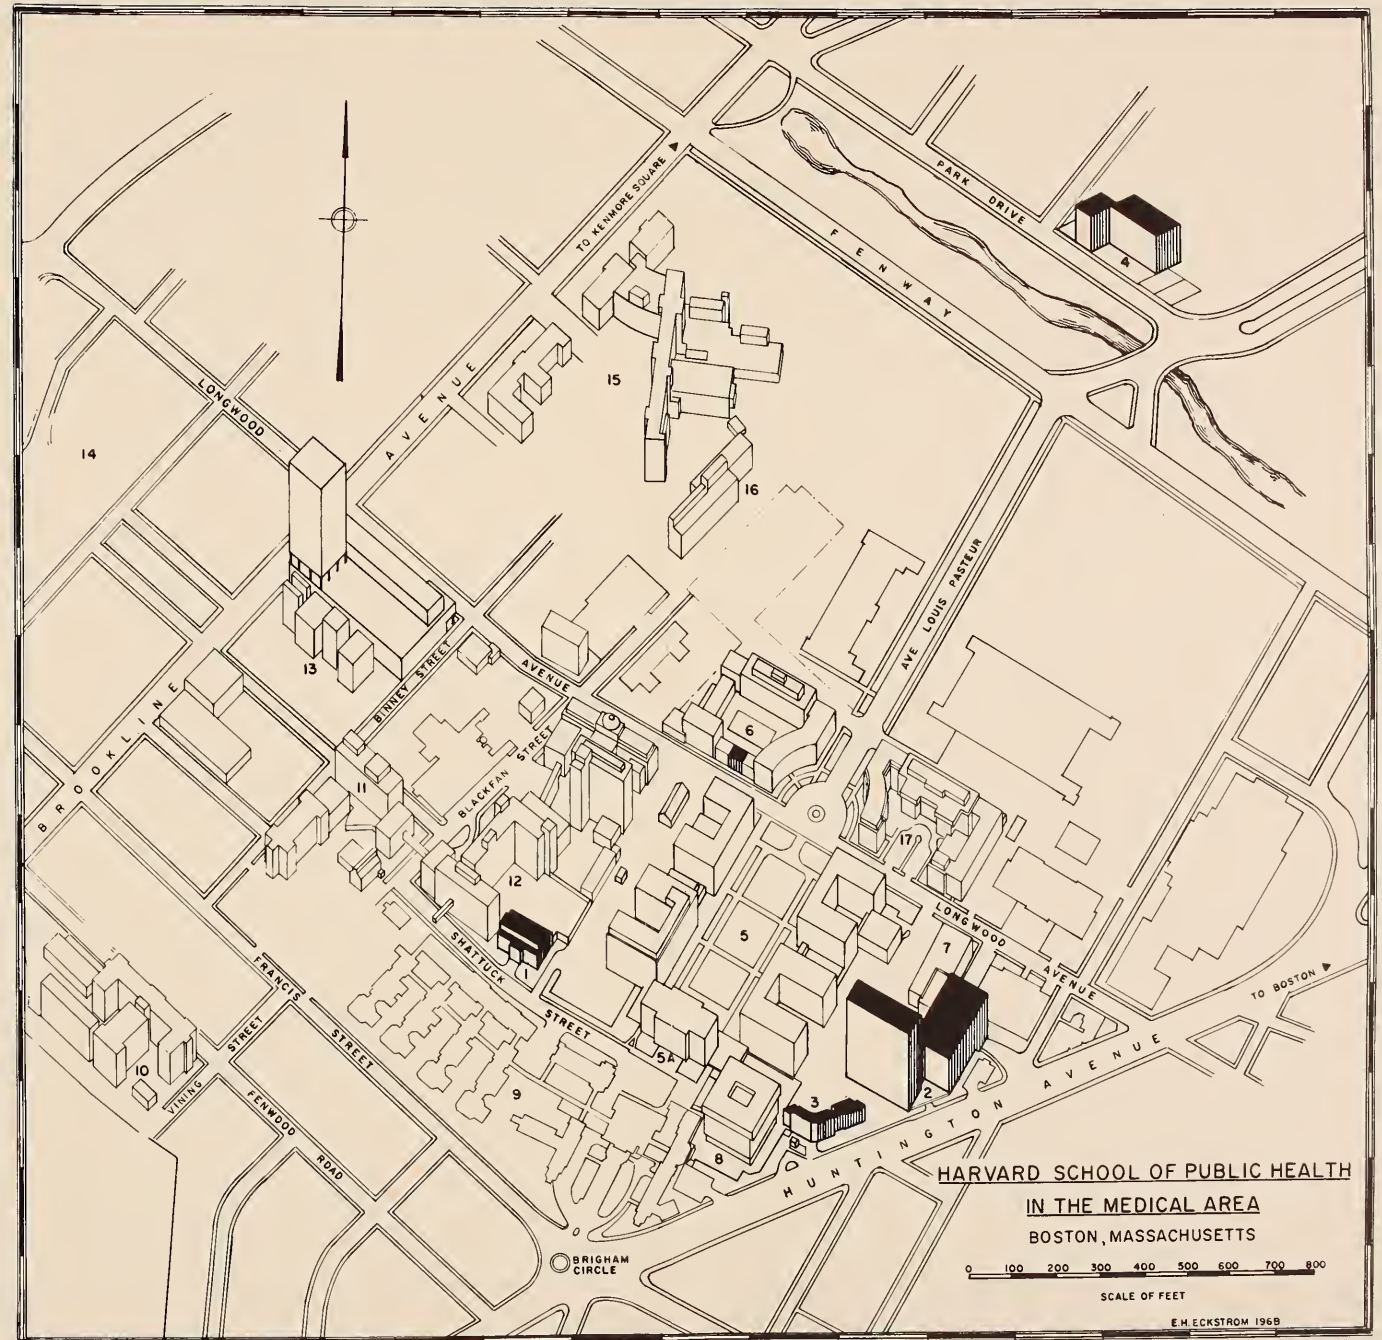 TO KENMORE SQUARE
PARK DRIVE
FENWAY
4
15
LONGWOOD
AVENUE
14
16
AVE LOUIS PASTEUR
13
BINNEY STREET
AVENUE
BROOKLINE
6
BLACKFAN STREET
11
17
12
LONGWOOD
AVENUE
5
7
1
SHATTUCK
STREET
FRANCIS
STREET
TO BOSTON
5A
10
VINING STREET
FENWOOD
ROAD
9
2
3
8
HUNTINGTON AVENUE
BRIGHAM
CIRCLE
HARVARD SCHOOL OF PUBLIC HEALTH
IN THE MEDICAL AREA
BOSTON, MASSACHUSETTS
0 100 200 300 400 500 600 700 800
SCALE OF FEET
E.H. ECKSTROM 1968